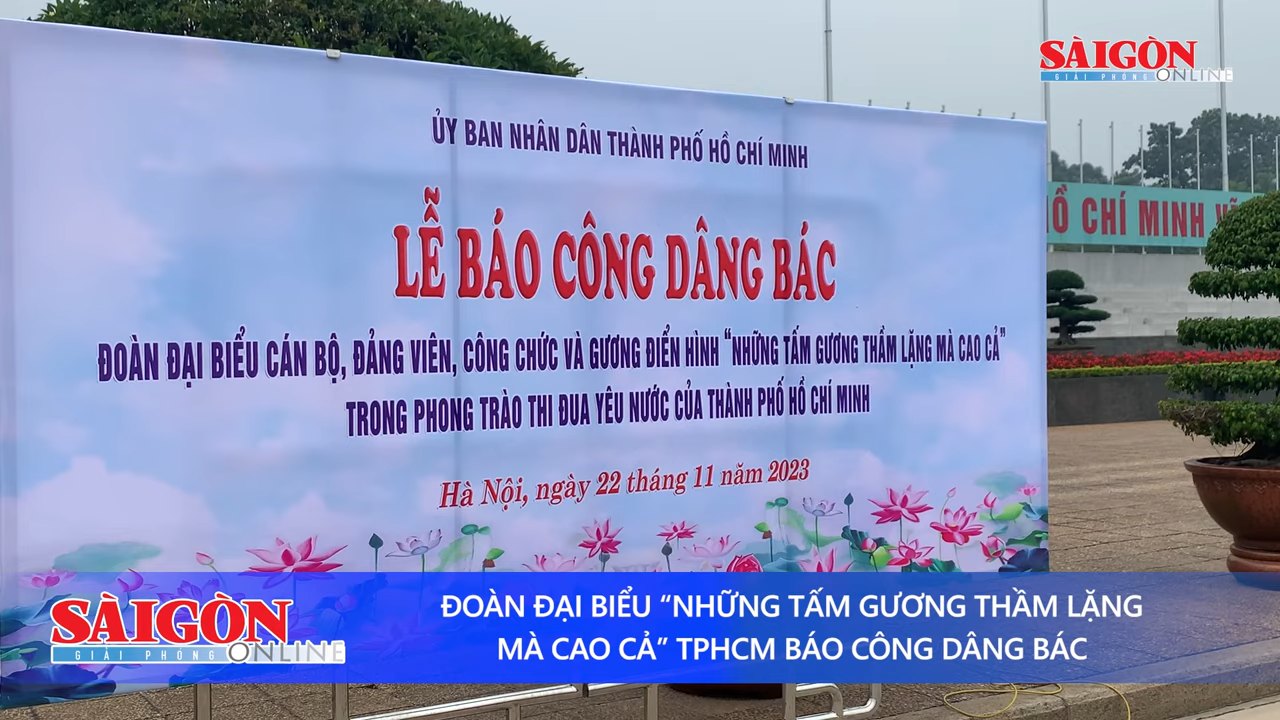 SÀIGÒN
GIẢI PHÓNG ONLINE
ỦY BAN NHÂN DÂN THÀNH PHỐ HỒ CHÍ MINH
LỄ BÁO CÔNG DÂNG BÁC
ĐOÀN ĐẠI BIỂU CÁN BỘ, ĐẢNG VIÊN, CÔNG CHỨC VÀ GƯƠNG ĐIỂN HÌNH “NHỮNG TẤM GƯƠNG THẦM LẶNG MÀ CAO CẢ”
TRONG PHONG TRÀO THI ĐUA YÊU NƯỚC CỦA THÀNH PHỐ HỒ CHÍ MINH
Hà Nội, ngày 22 tháng 11 năm 2023
HỒ CHÍ MINH VĨ
SÀIGÒN
GIẢI PHÓNG ONLINE
ĐOÀN ĐẠI BIỂU “NHỮNG TẤM GƯƠNG THẦM LẶNG
MÀ CAO CẢ” TPHCM BÁO CÔNG DÂNG BÁC